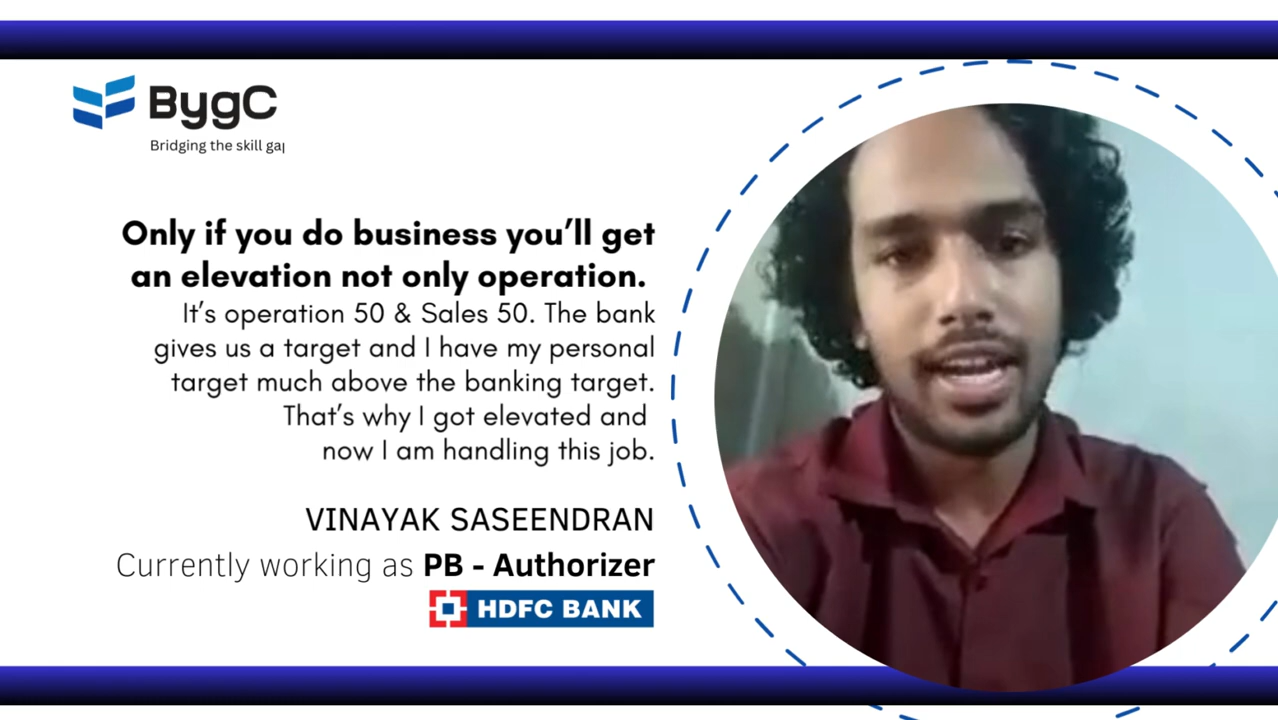 BygC
Bridging the skill ga
Only if you do business you’ll get
an elevation not only operation.
It’s operation 50 & Sales 50. The bank
gives us a target and I have my personal
target much above the banking target.
That’s why I got elevated and
now I am handling this job.
VINAYAK SASEENDRAN
Currently working as PB - Authorizer
HDFC BANK